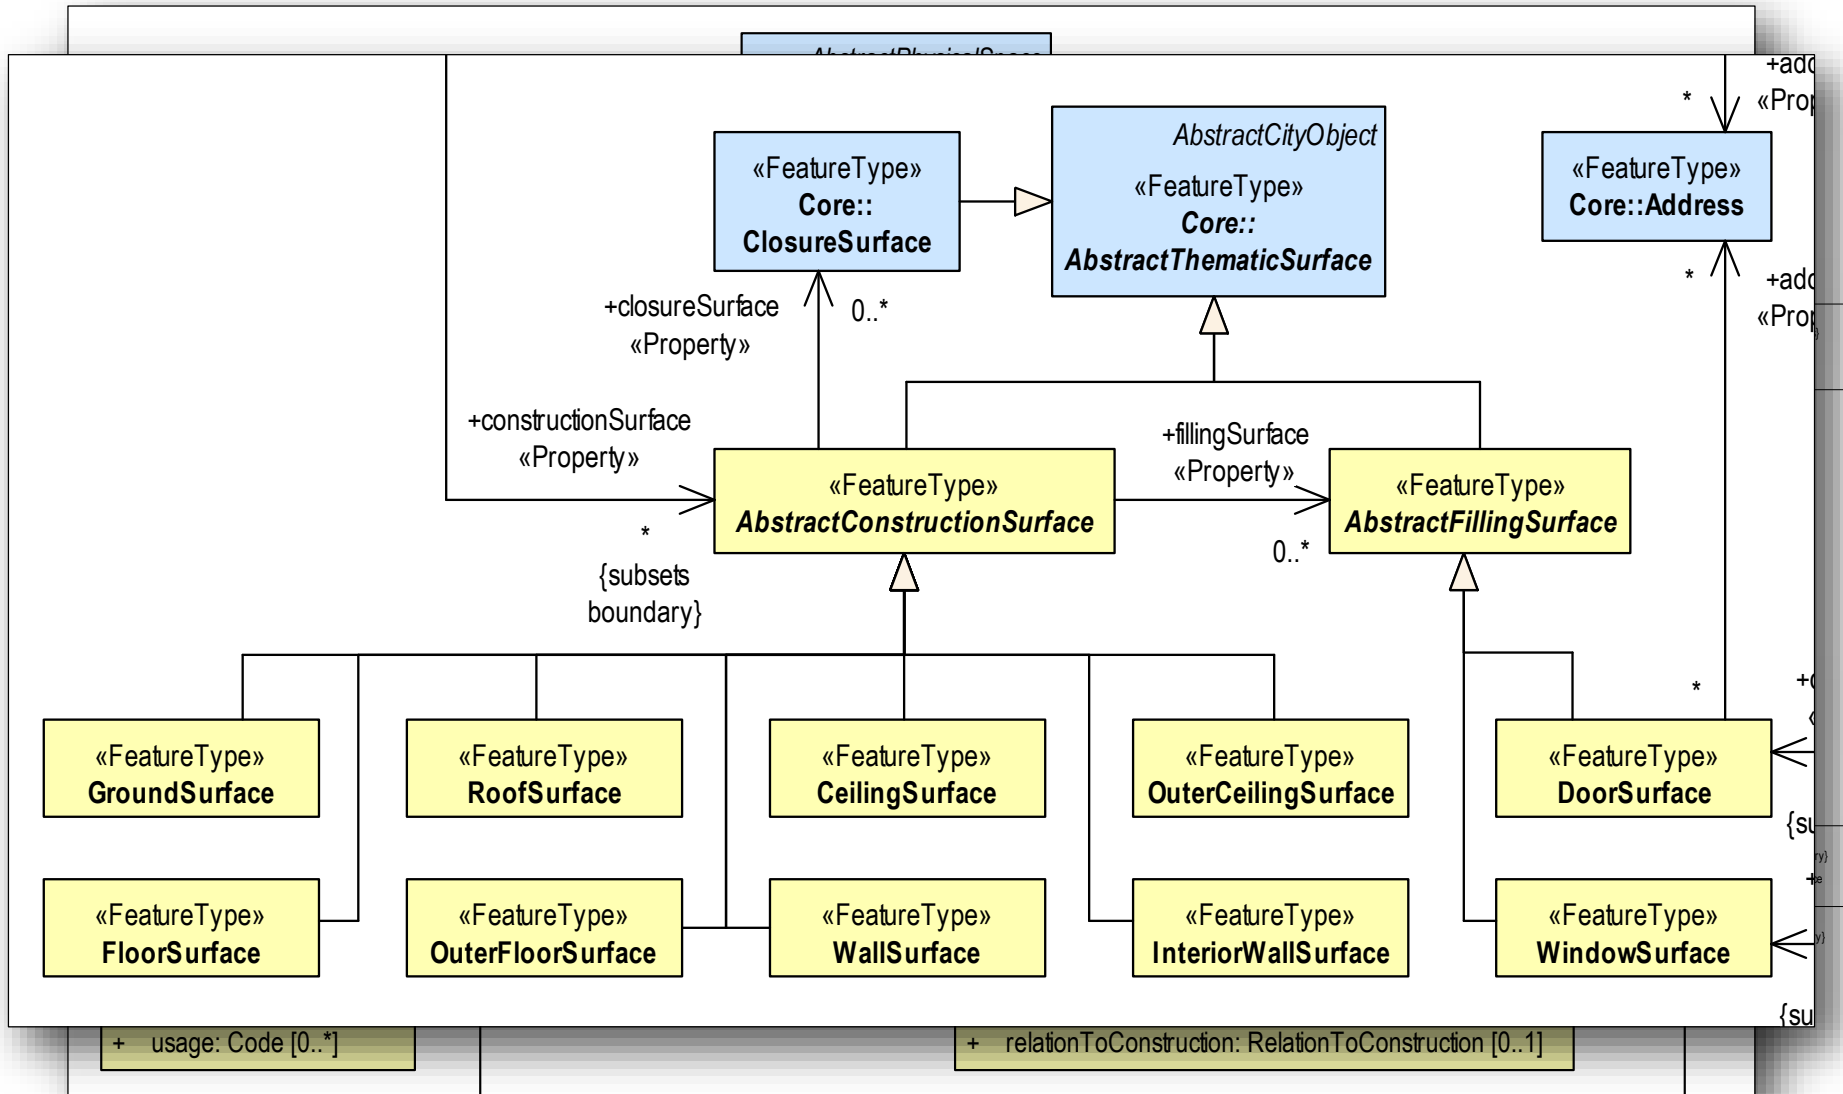 AbstractPhysicalSpace
AbstractCityObject
«FeatureType»
Core::
ClosureSurface
«FeatureType»
Core::
AbstractThematicSurface
*
«FeatureType»
Core::Address
+closureSurface
«Property»
0..*
*
+constructionSurface
«Property»
*
{subsets
boundary}
«FeatureType»
AbstractConstructionSurface
+fillingSurface
«Property»
0..*
«FeatureType»
AbstractFillingSurface
*
«FeatureType»
GroundSurface
«FeatureType»
RoofSurface
«FeatureType»
CeilingSurface
«FeatureType»
OuterCeilingSurface
«FeatureType»
DoorSurface
«FeatureType»
FloorSurface
«FeatureType»
OuterFloorSurface
«FeatureType»
WallSurface
«FeatureType»
InteriorWallSurface
«FeatureType»
WindowSurface
+ usage: Code [0..*]
+ relationToConstruction: RelationToConstruction [0..1]